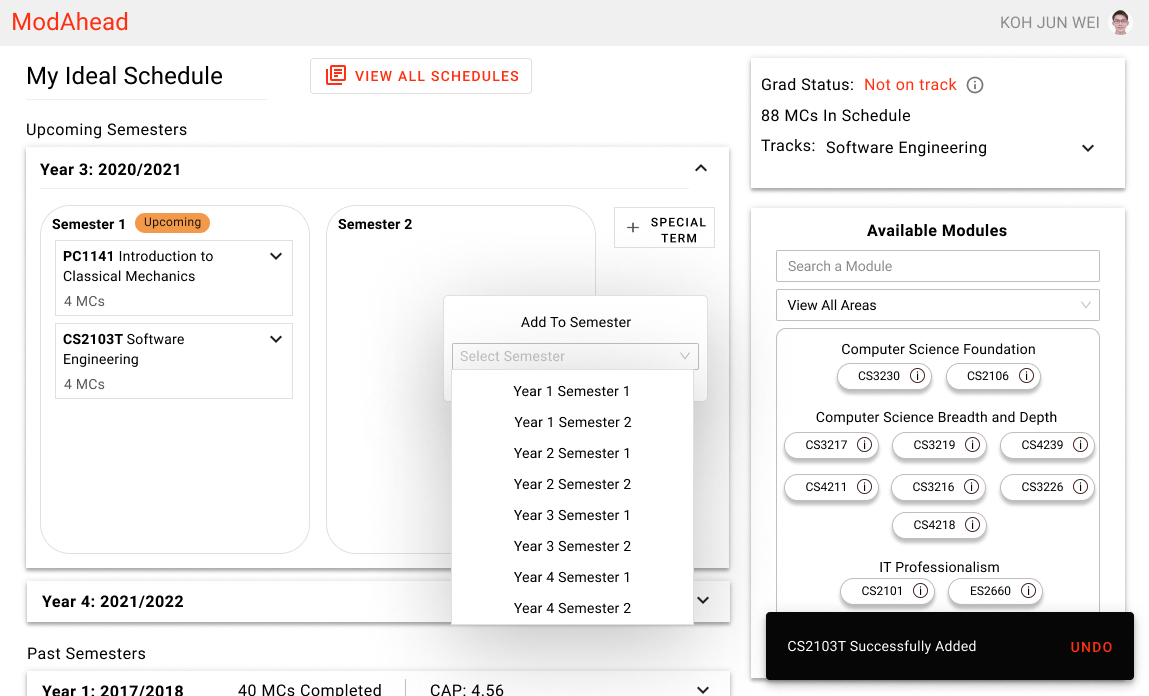 ModAhead
KOH JUN WEI
My Ideal Schedule
VIEW ALL SCHEDULES
Upcoming Semesters
Year 3: 2020/2021
Semester 1 Upcoming
PC1141 Introduction to
Classical Mechanics
4 MCs
CS2103T Software
Engineering
4 MCs
Semester 2
+ SPECIAL
TERM
Add To Semester
Select Semester
Year 1 Semester 1
Year 1 Semester 2
Year 2 Semester 1
Year 2 Semester 2
Year 3 Semester 1
Year 3 Semester 2
Year 4 Semester 1
Year 4 Semester 2
Year 4: 2021/2022
Past Semesters
Year 1: 2017/2018 40 MCs Completed CAP: 4.56
Grad Status: Not on track
88 MCs In Schedule
Tracks: Software Engineering
Available Modules
Search a Module
View All Areas
Computer Science Foundation
CS3230 CS2106
Computer Science Breadth and Depth
CS3217 CS3219 CS4239
CS4211 CS3216 CS3226
CS4218
IT Professionalism
CS2101 ES2660
CS2103T Successfully Added UNDO